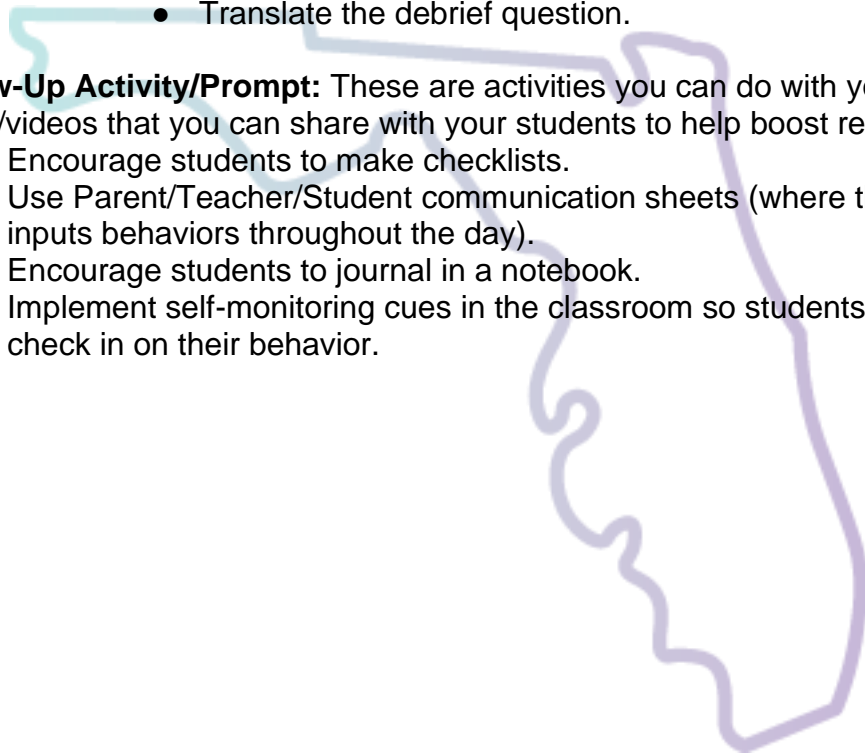 ● Translate the debrief question.
w-Up Activity/Prompt: These are activities you can do with y
/videos that you can share with your students to help boost re
Encourage students to make checklists.
Use Parent/Teacher/Student communication sheets (where t
inputs behaviors throughout the day).
Encourage students to journal in a notebook.
Implement self-monitoring cues in the classroom so students
check in on their behavior.